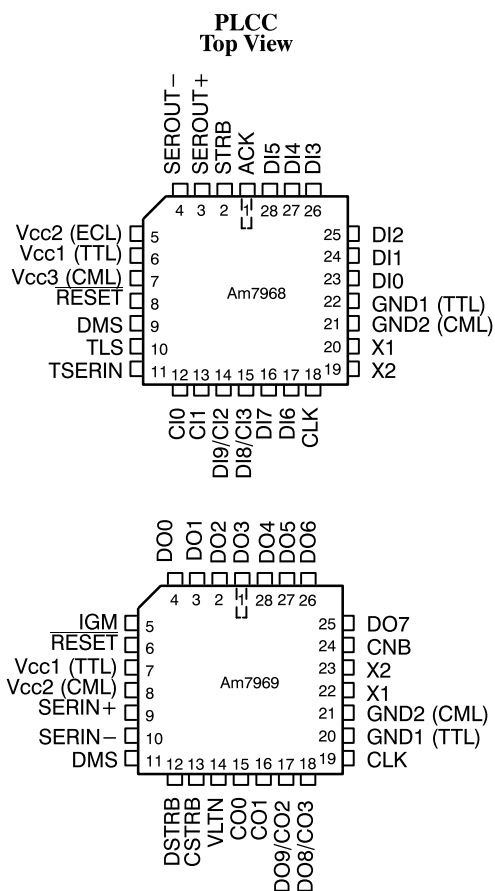 PLCC
Top View
SEROUT−
SEROUT+
STRB
ACK
DI5
DI4
DI3
4
3
2
1
28
27
26
Vcc2 (ECL)
5
25
DI2
Vcc1 (TTL)
6
24
DI1
Vcc3 (CML)
7
23
DI0
RESET
8
Am7968
22
GND1 (TTL)
DMS
9
21
GND2 (CML)
TLS
10
20
X1
TSERIN
11
19
X2
12
13
14
15
16
17
18
CI0
CI1
DI9/CI2
DI8/CI3
DI7
DI6
CLK
DO0
DO1
DO2
DO3
DO4
DO5
DO6
4
3
2
1
28
27
26
IGM
5
25
DO7
RESET
6
24
CNB
Vcc1 (TTL)
7
23
X2
Vcc2 (CML)
8
Am7969
22
X1
SERIN+
9
21
GND2 (CML)
SERIN−
10
20
GND1 (TTL)
DMS
11
19
CLK
12
13
14
15
16
17
18
DSTRB
CSTRB
VLTN
CO0
CO1
DO9/CO2
DO8/CO3